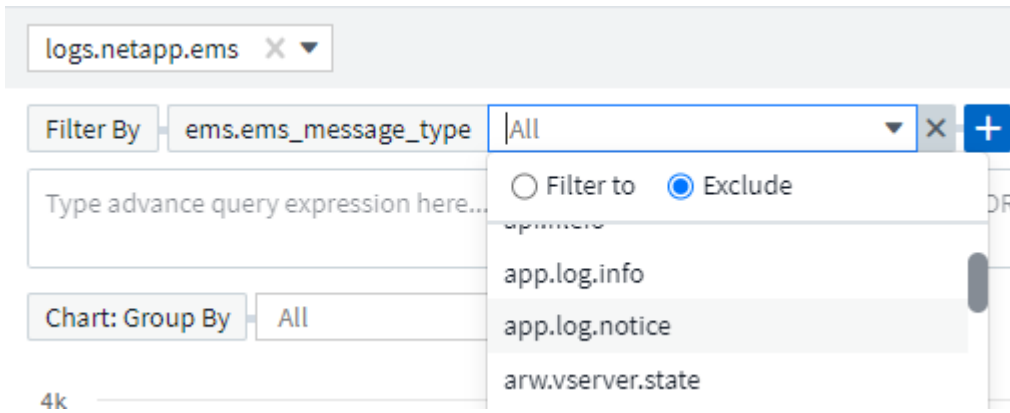 logs.netapp.ems
Filter By ems.ems_message_type All
Filter to Exclude
Type advance query expression here...
app.log.info
app.log.notice
Chart: Group By All
arw.vserver.state
4k